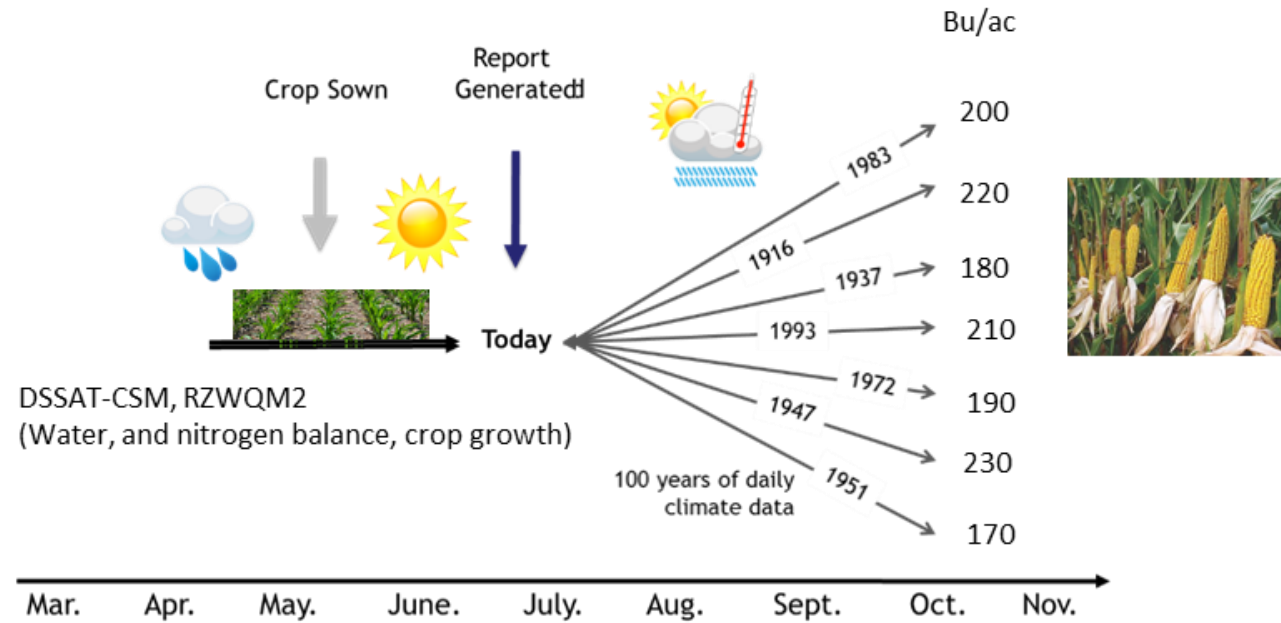 Bu/ac
Report
Crop Sown Generated!
200
1983
220
1916
180
1937
Today
1993
210
1972
190
DSSAT-CSM, RZWQM2
1947
(Water, and nitrogen balance, crop growth)
230
100 years of daily
1951
climate data
170
Mar. Apr. May. June. July. Aug. Sept. Oct. Nov.